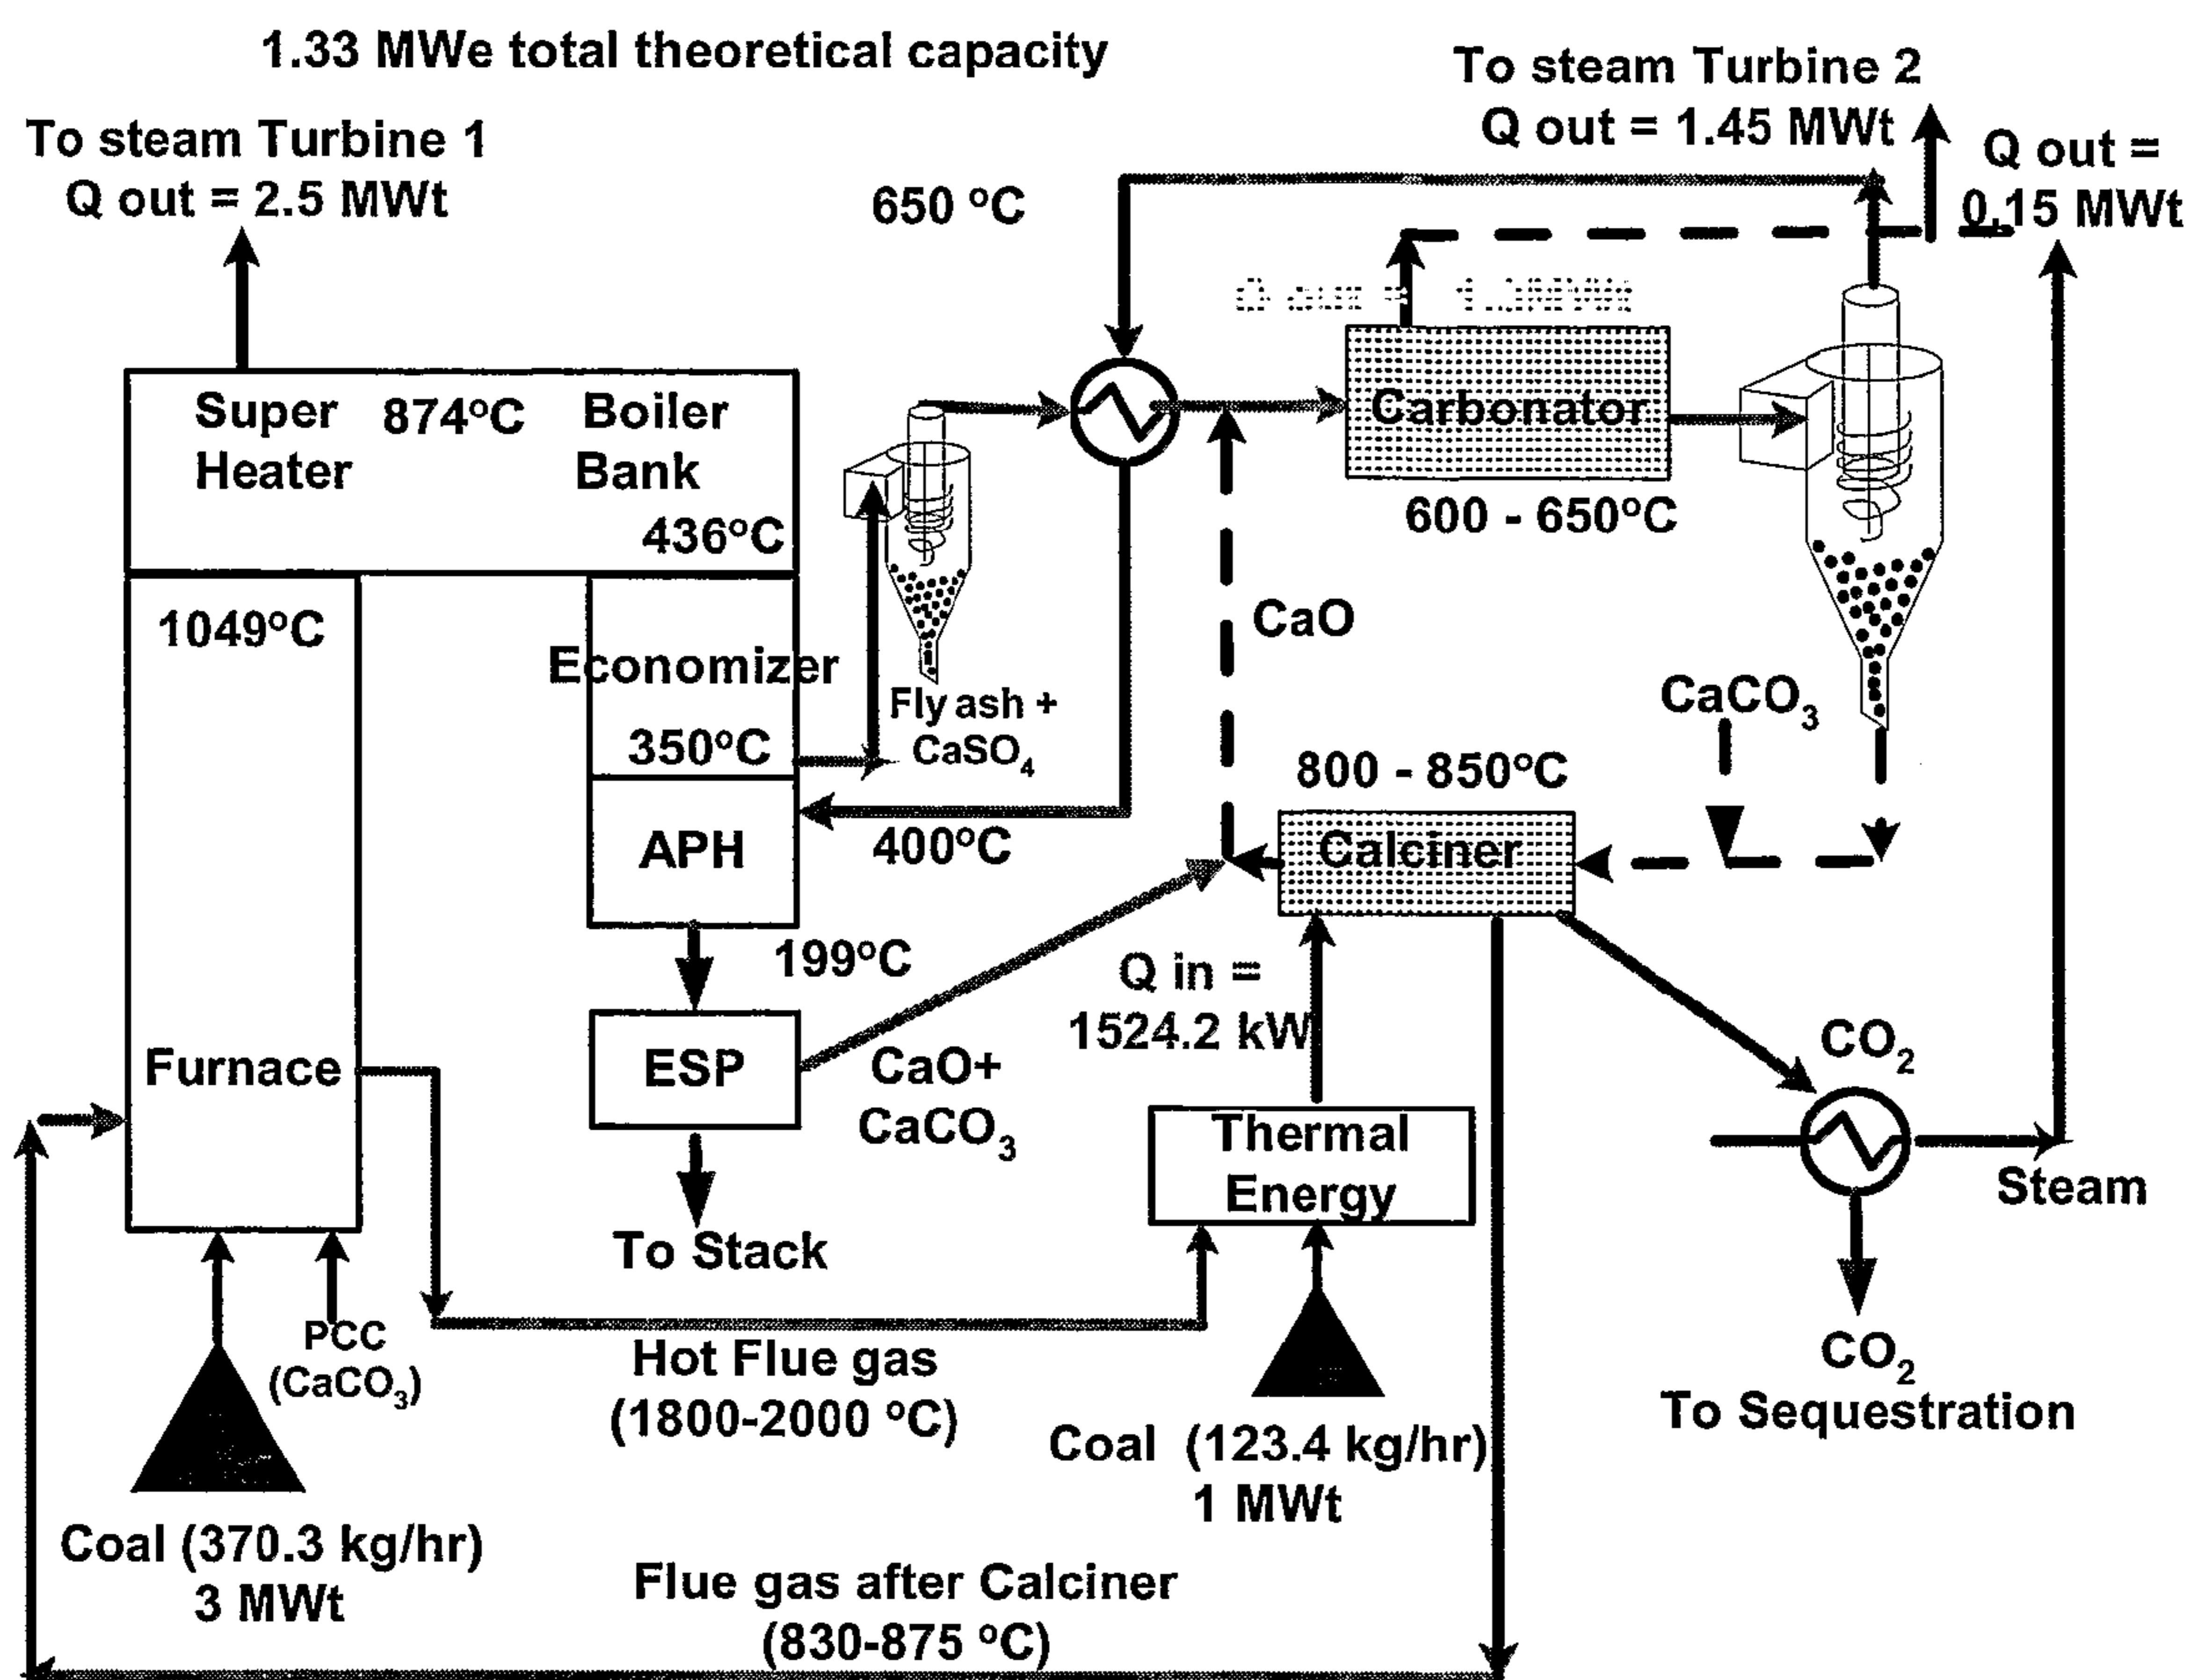 1.33 MWe total theoretical capacity
To steam Turbine 1
Q out = 2.5 MWt
To steam Turbine 2
Q out = 1.45 MWt
Q out =
0.15 MWt
650 °C
Super
Heater
874°C
Boiler
Bank
436°C
1049°C
Economizer
350°C
APH
Fly ash +
CaSO₄
400°C
199°C
Carbonator
600 - 650°C
CaO
CaCO₃
800 - 850°C
Calciner
Furnace
ESP
CaO+
CaCO₃
To Stack
Q in =
1524.2 kW
Thermal
Energy
CO₂
Steam
CO₂
To Sequestration
PCC
(CaCO₃)
Hot Flue gas
(1800-2000 °C)
Coal (123.4 kg/hr)
1 MWt
Coal (370.3 kg/hr)
3 MWt
Flue gas after Calciner
(830-875 °C)